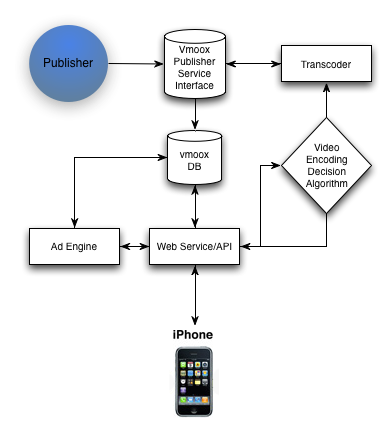 Publisher
Vmoox
Publisher
Service
Interface
Transcoder
vmoox
DB
Video
Encoding
Decision
Algorithm
Ad Engine
Web Service/API
iPhone